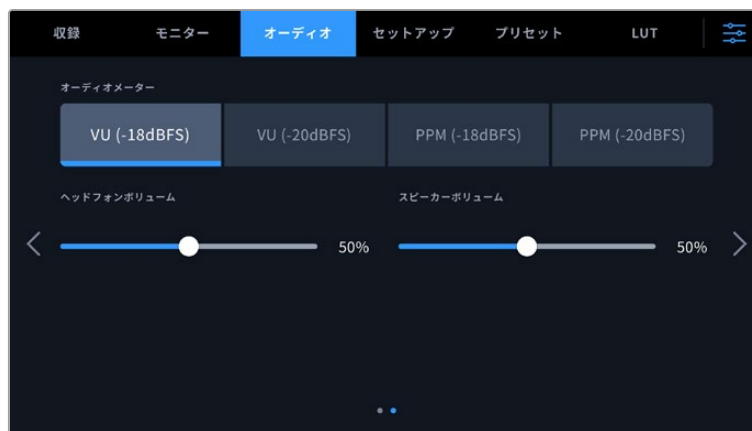 収録 モニター オーディオ セットアップ プリセット LUT
オーディオメーター
VU (-18dBFS) VU (-20dBFS) PPM (-18dBFS) PPM (-20dBFS)
ヘッドフォンボリューム スピーカーボリューム
50% 50%